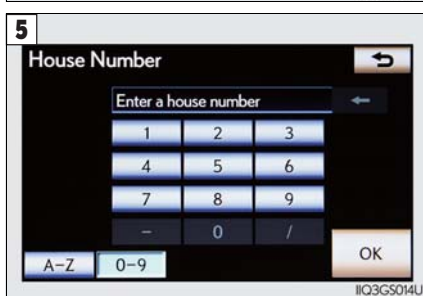 5
House Number
Enter a house number
1 2 3
4 5 6
7 8 9
- 0 /
A-Z 0-9 OK
IIQ3GS014U